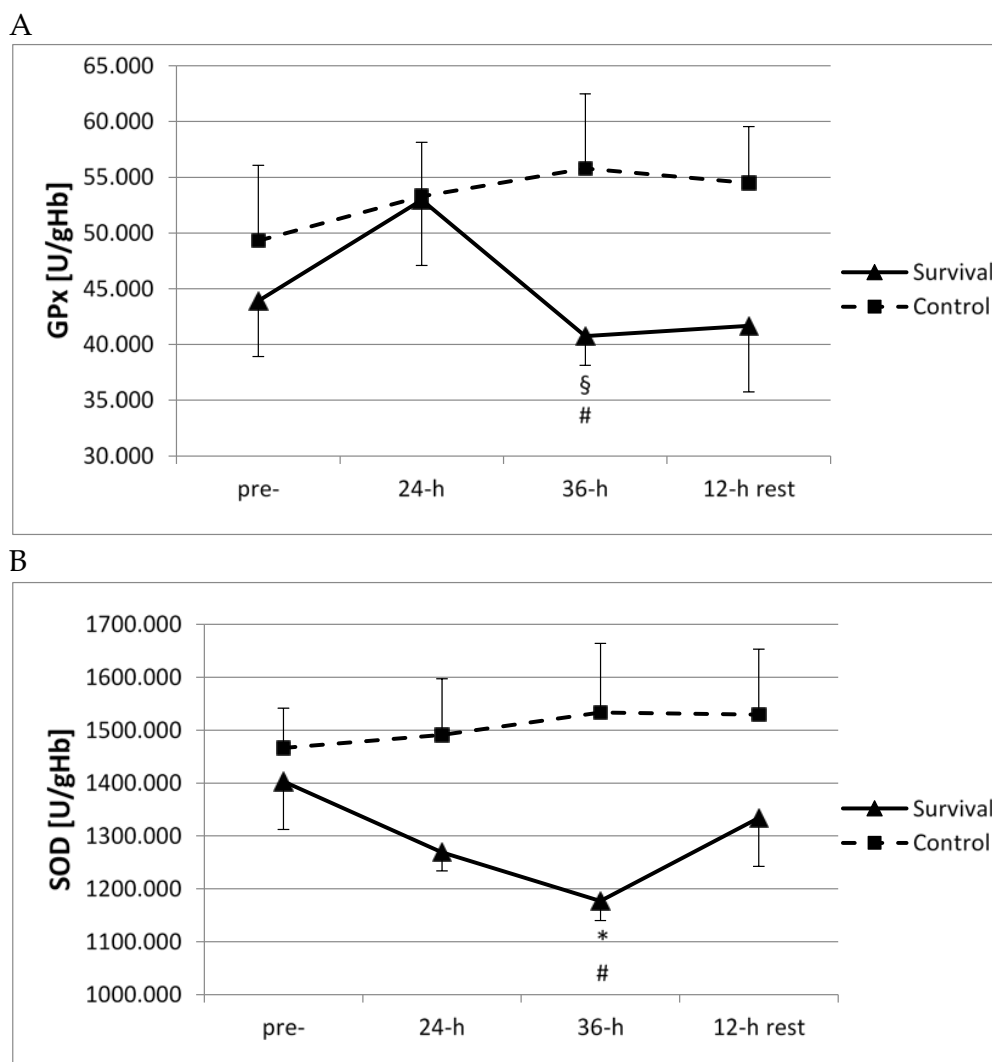 A
65.000
60.000
55.000
50.000
45.000
40.000
35.000
30.000
GPx [U/gHb]
§
#
pre-
24-h
36-h
12-h rest
Survival
Control
B
1700.000
1600.000
1500.000
1400.000
1300.000
1200.000
1100.000
1000.000
SOD [U/gHb]
*
#
pre-
24-h
36-h
12-h rest
Survival
Control